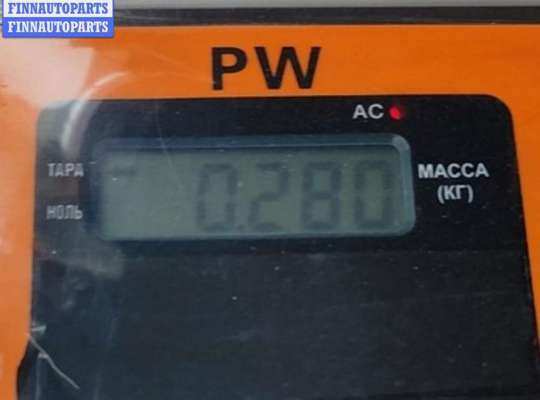 FINNAUTOPARTS
FINNAUTOPARTS
PW
AC
ТАРА
0.280
МАССА
(КГ)
НОЛЬ